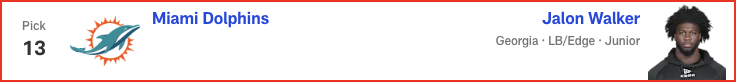 Pick
13
Miami Dolphins
Jalon Walker
Georgia · LB/Edge · Junior